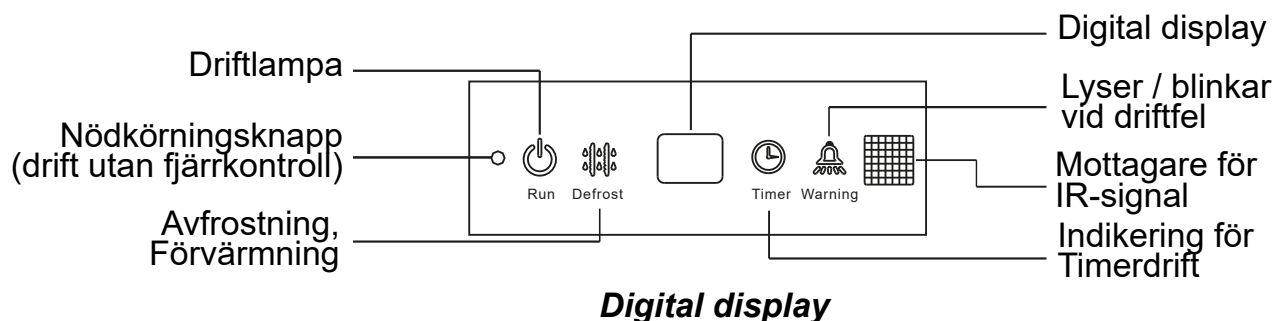 Driftlampa
Nödkörningsknapp
(drift utan fjärrkontroll)
Avfrostning,
Förvärmning
Run Defrost
Timer Warning
Digital display
Lyser / blinkar
vid driftfel
Mottagare för
IR-signal
Indikering för
Timerdrift
Digital display